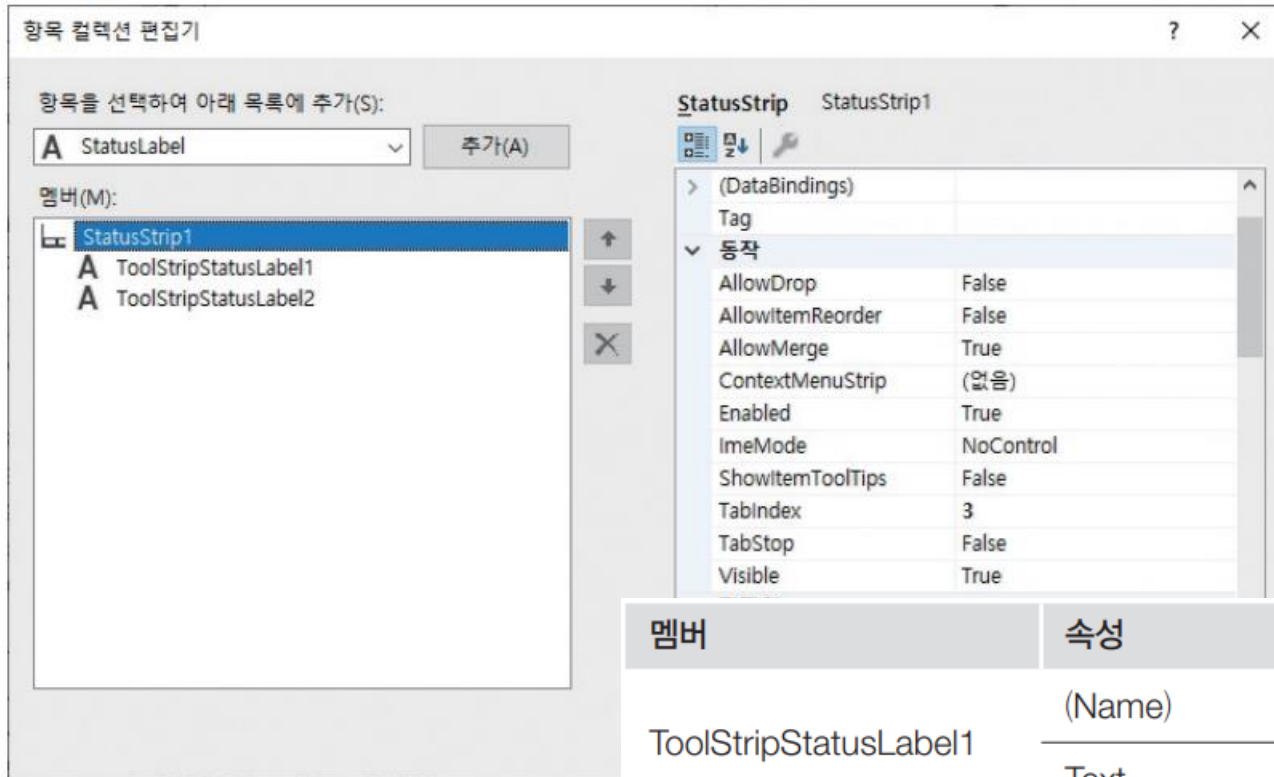 항목 컬렉션 편집기
? ×
항목을 선택하여 아래 목록에 추가(S):
A StatusLabel
추가(A)
멤버(M):
StatusStrip1
A ToolStripStatusLabel1
A ToolStripStatusLabel2
StatusStrip StatusStrip1
(DataBindings)
Tag
동작
AllowDrop False
AllowItemReorder False
AllowMerge True
ContextMenuStrip (없음)
Enabled True
ImeMode NoControl
ShowItemToolTips False
TabIndex 3
TabStop False
Visible True
멤버 속성
ToolStripStatusLabel1 (Name)
Text